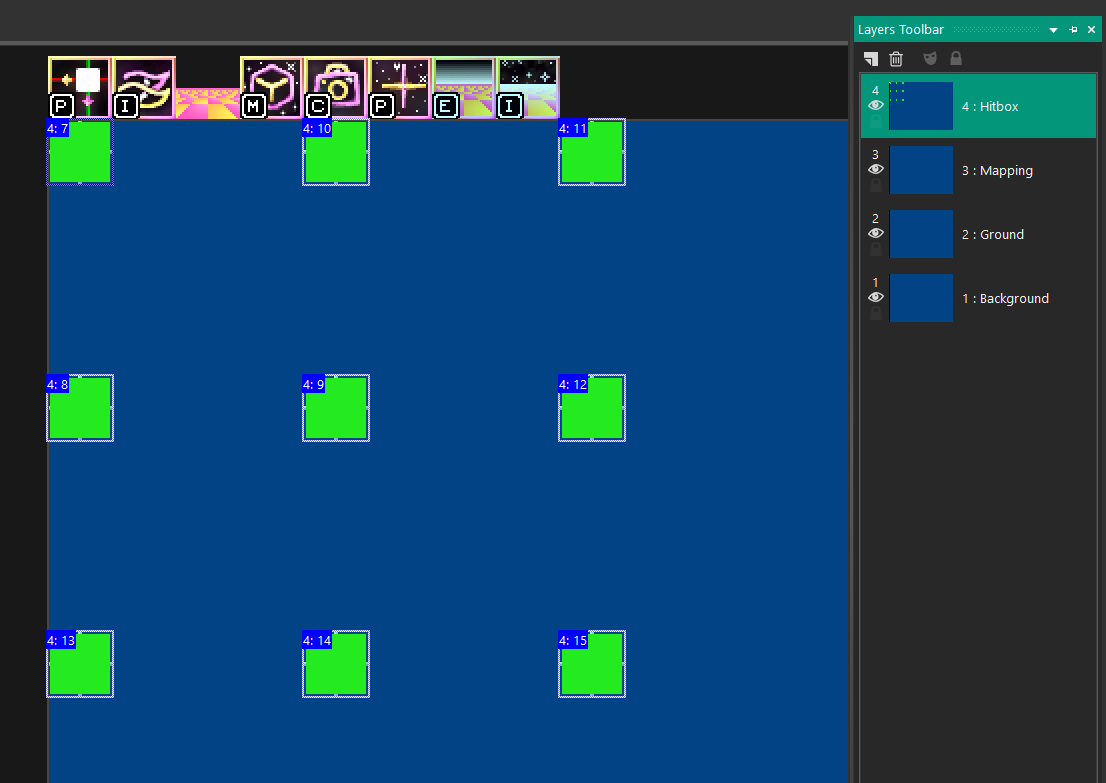 Layers Toolbar
P I M C P E I
4: 7 4: 10 4: 11
4: 8 4: 9 4: 12
4: 13 4: 14 4: 15
4
4 : Hitbox
3
3 : Mapping
2
2 : Ground
1
1 : Background